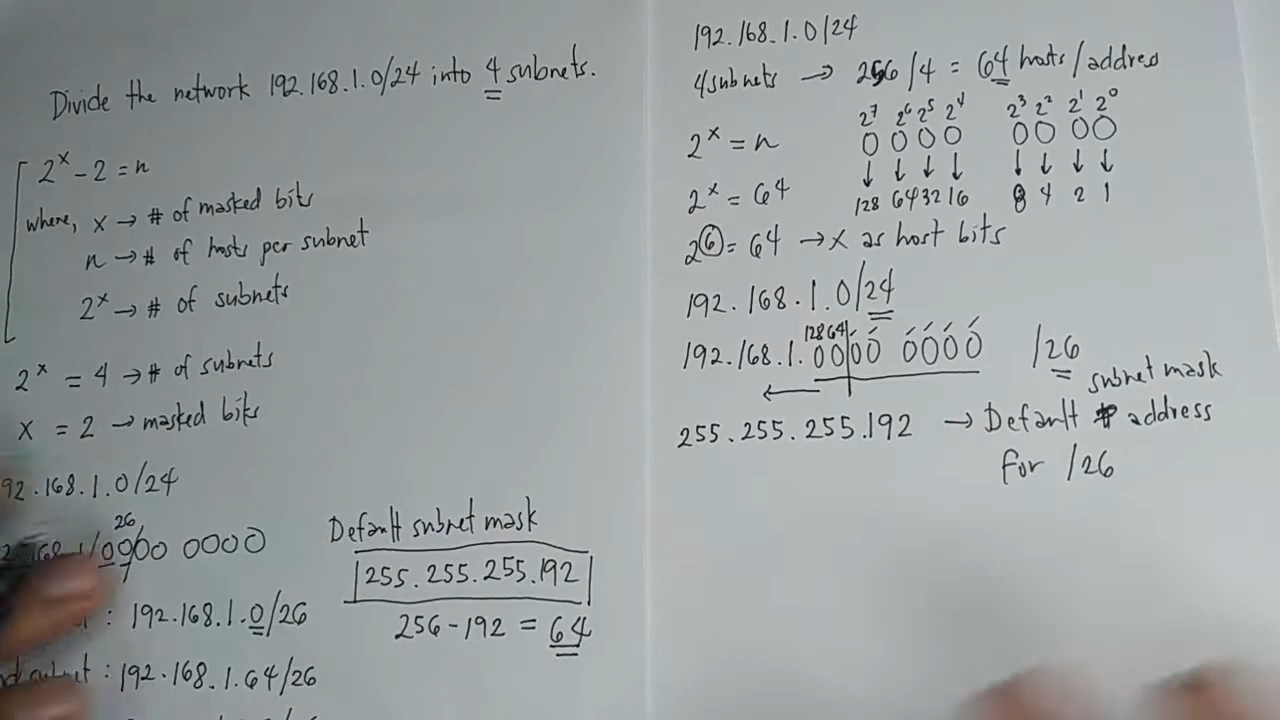 Divide the network 192.168.1.0/24 into 4 subnets.
2^x - 2 = n
where, x → # of masked bits
n → # of hosts per subnet
2^x → # of subnets
2^x = 4 → # of subnets
x = 2 → masked bits
92.168.1.0/24
26
168.1/0000 0000
: 192.168.1.0/26
subnet : 192.168.1.64/26
Default subnet mask
255.255.255.192
256-192 = 64
192.168.1.0/24
4 subnets → 256/4 = 64 hosts/address
2^7 2^6 2^5 2^4 2^3 2^2 2^1 2^0
2^x = n 0 0 0 0 0 0 0 0
↓ ↓ ↓ ↓ ↓ ↓ ↓ ↓
2^x = 64 128 64 32 16 8 4 2 1
2^6 = 64 → x as host bits
192.168.1.0/24
128 64
192.168.1.0000 0000 /26
subnet mask
255.255.255.192 → Default address
for /26